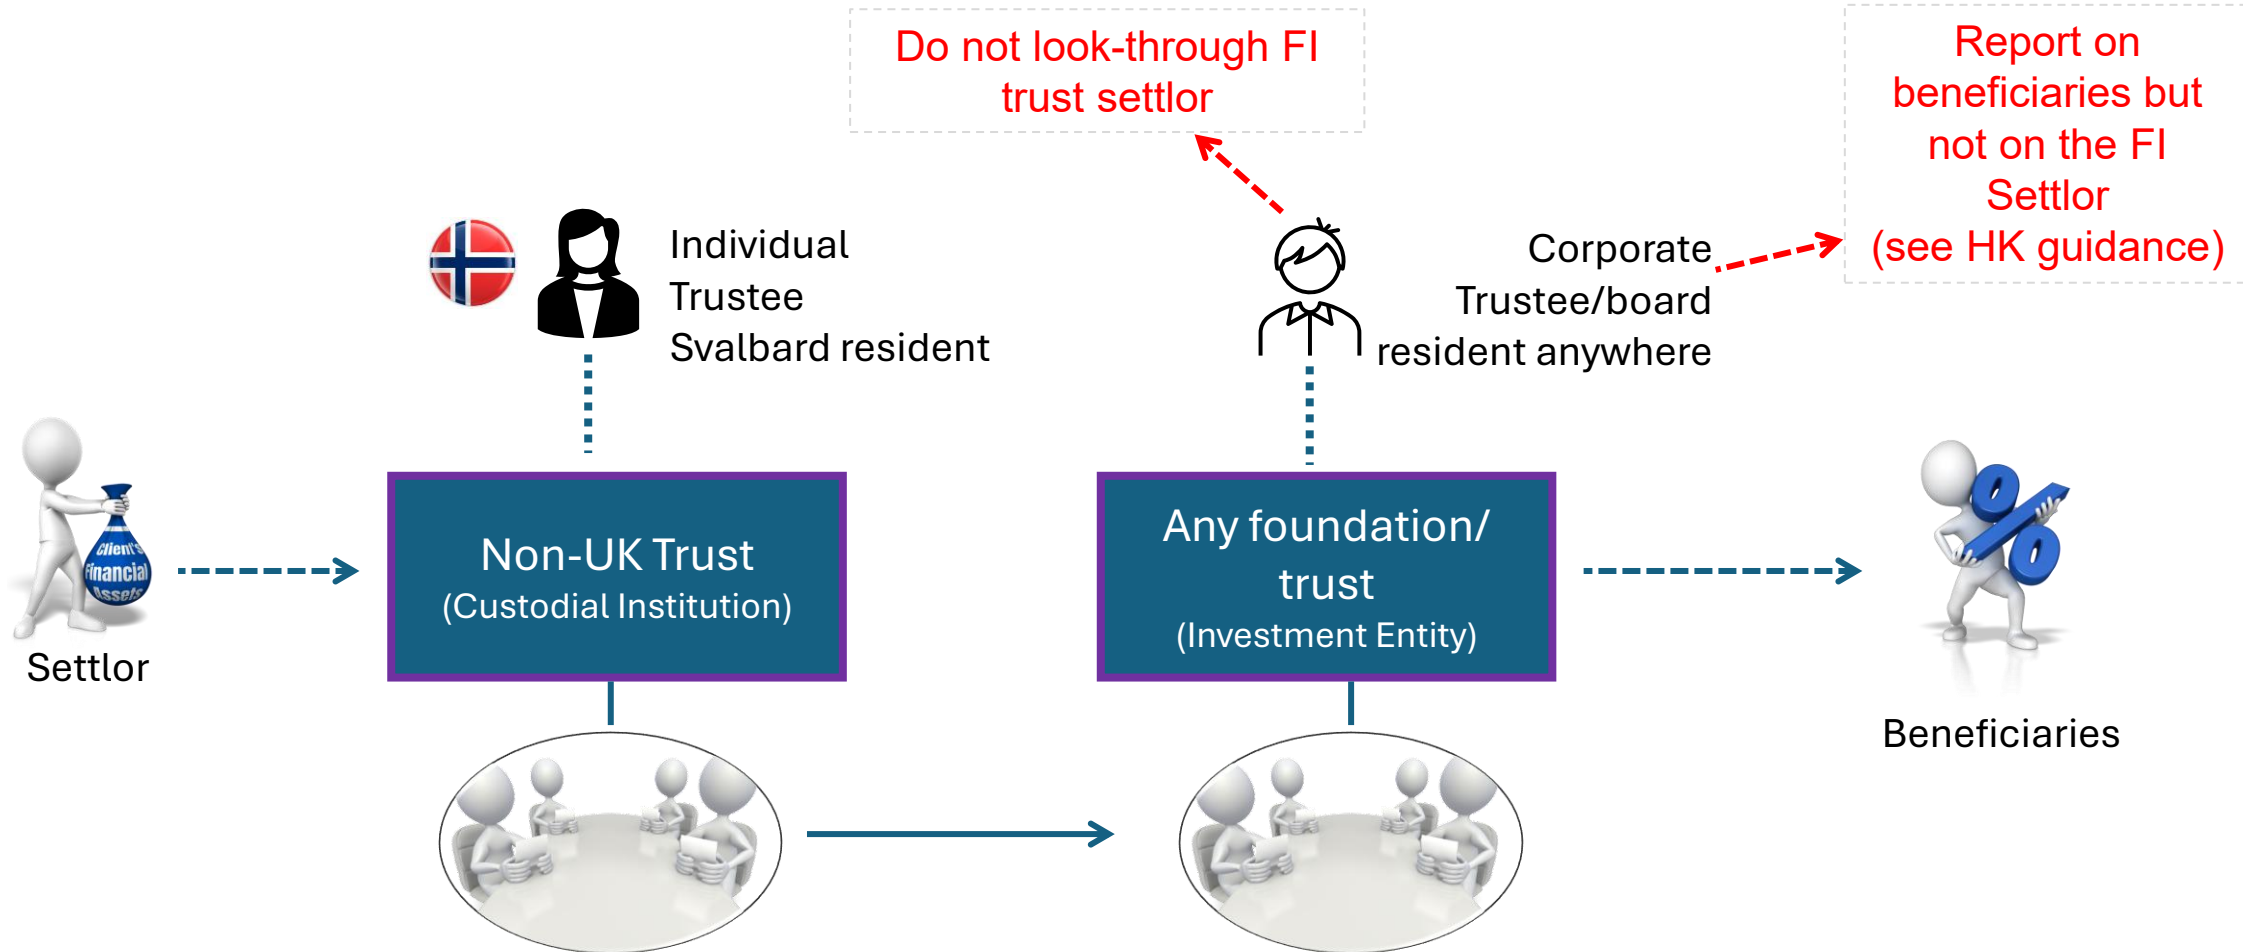 Do not look-through FI
trust settlor
Report on
beneficiaries but
not on the FI
Settlor
(see HK guidance)
Individual
Trustee
Svalbard resident
Corporate
Trustee/board
resident anywhere
Client's
Financial
Assets
Settlor
Non-UK Trust
(Custodial Institution)
Any foundation/
trust
(Investment Entity)
%
Beneficiaries